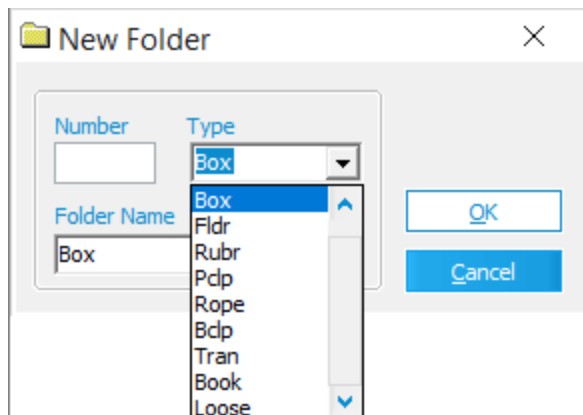 New Folder
Number Type
Box
Folder Name
Box
OK
Cancel
Box
Fldr
Rubr
Pclp
Rope
Bclp
Tran
Book
Loose